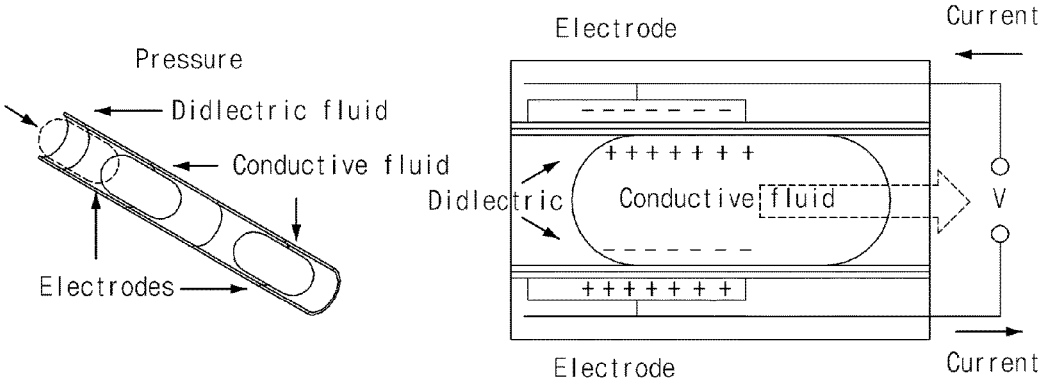 Pressure
Didlectric fluid
Conductive fluid
Electrodes
Electrode
Current
- - - - - - -
+ + + + + + +
Didlectric
Conductive fluid
V
- - - - - - -
+ + + + + + +
Electrode
Current